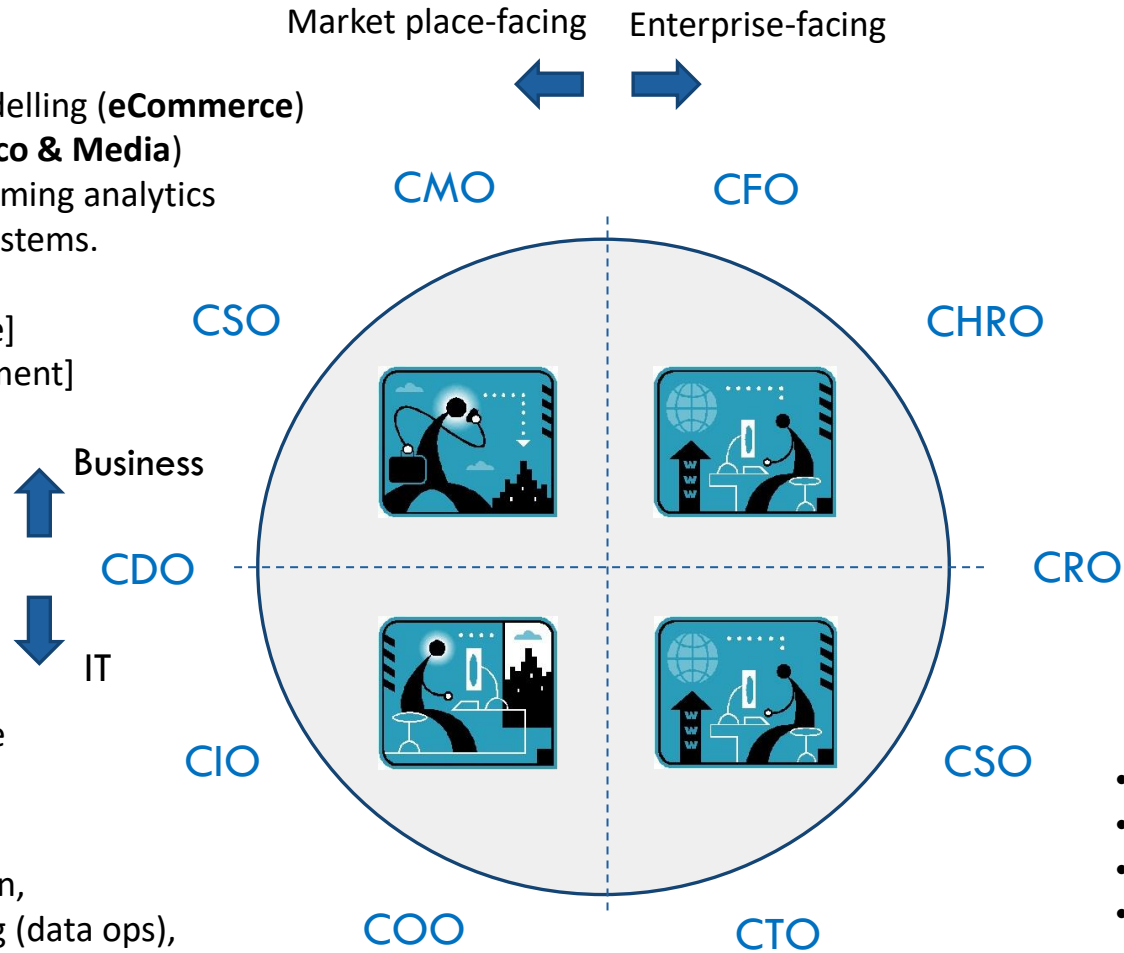 Market place-facing Enterprise-facing
delling (eCommerce)
co & Media)
ming analytics
stems.
CMO CFO
CSO CHRO
e]
nent]
Business
CDO CRO
IT
e
CIO CSO
n,
g (data ops),
COO CTO
W
W
W
W
W
W